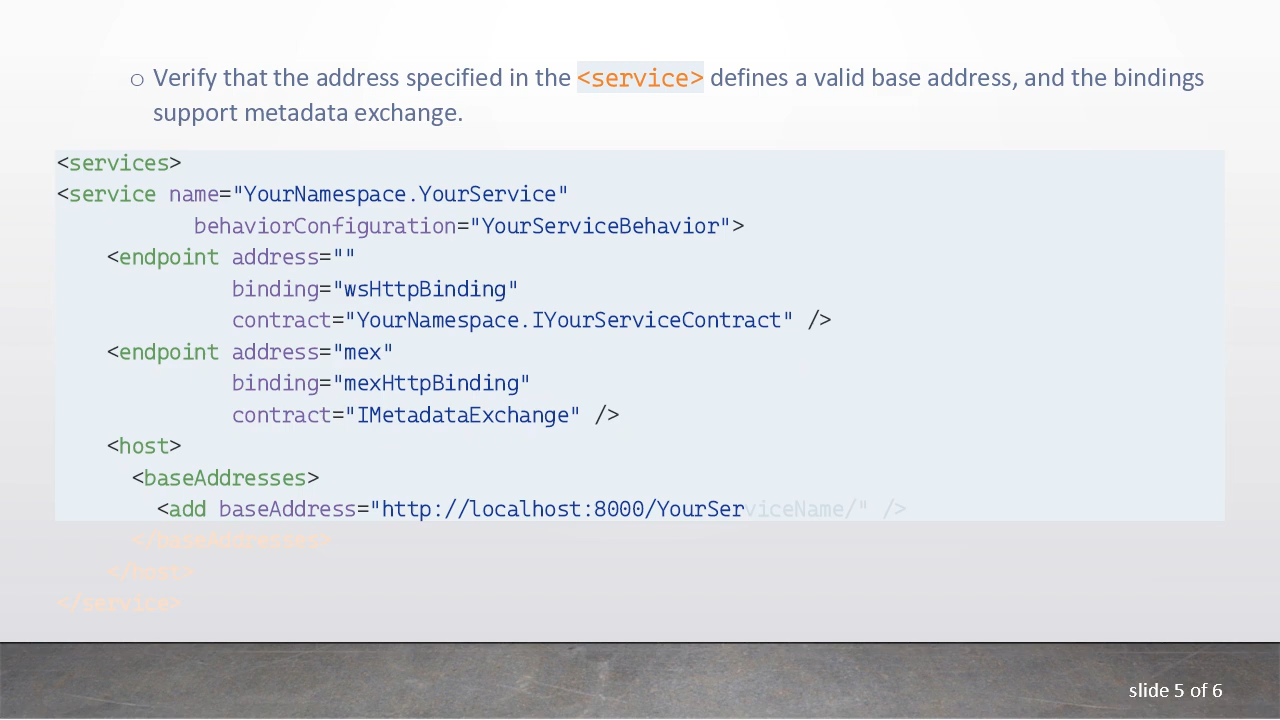 o Verify that the address specified in the <service> defines a valid base address, and the bindings
support metadata exchange.
<services>
<service name="YourNamespace.YourService"
behaviorConfiguration="YourServiceBehavior">
<endpoint address=""
binding="wsHttpBinding"
contract="YourNamespace.IYourServiceContract" />
<endpoint address="mex"
binding="mexHttpBinding"
contract="IMetadataExchange" />
<host>
<baseAddresses>
<add baseAddress="http://localhost:8000/YourServiceName/" />
</baseAddresses>
</host>
</service>
slide 5 of 6